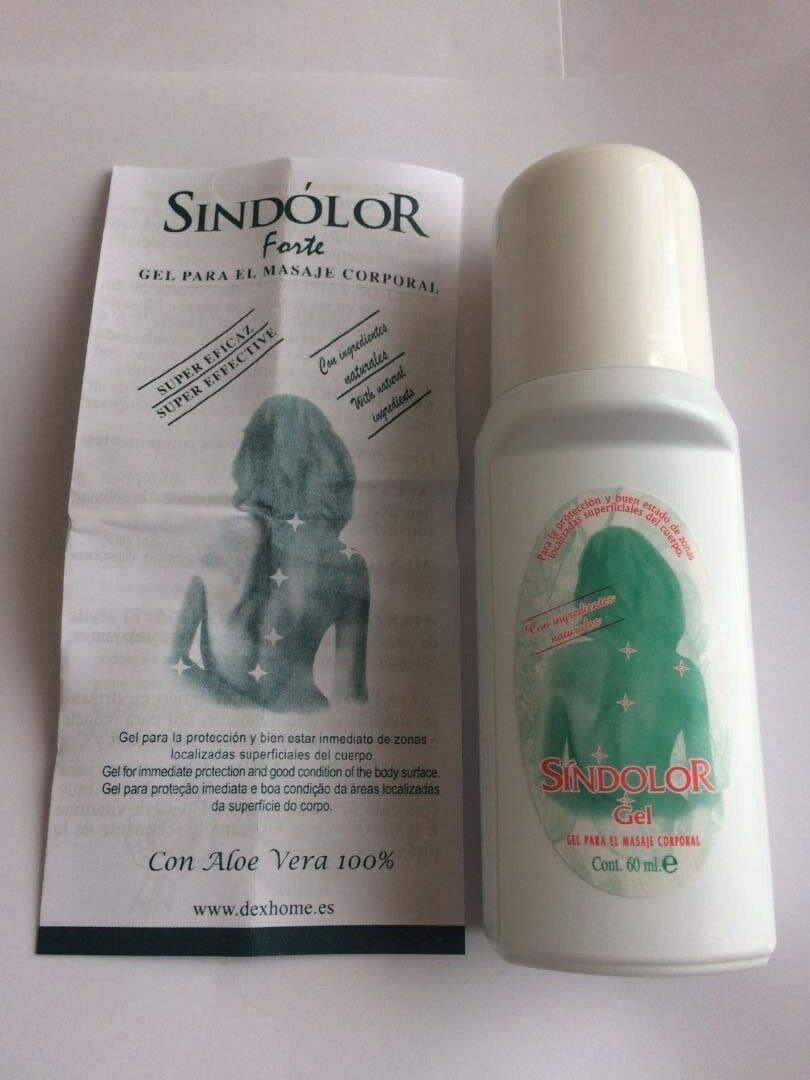 SINDÓLOR
Forte
GEL PARA EL MASAJE CORPORAL
SUPER EFICAZ
SUPER EFFECTIVE
Con ingredientes
naturales
With natural
ingredients
Gel para la protección y bien estar inmediato de zonas
localizadas superficiales del cuerpo.
Gel for immediate protection and good condition of the body surface.
Gel para proteção imediata e boa condição da áreas localizadas
da superficie do corpo.
Con Aloe Vera 100%
www.dexhome.es
Para la protección y buen estado de zonas
localizadas superficiales del cuerpo.
Con ingredientes
naturales
SÍNDOLOR
Gel
GEL PARA EL MASAJE CORPORAL
Cont. 60 ml.℮